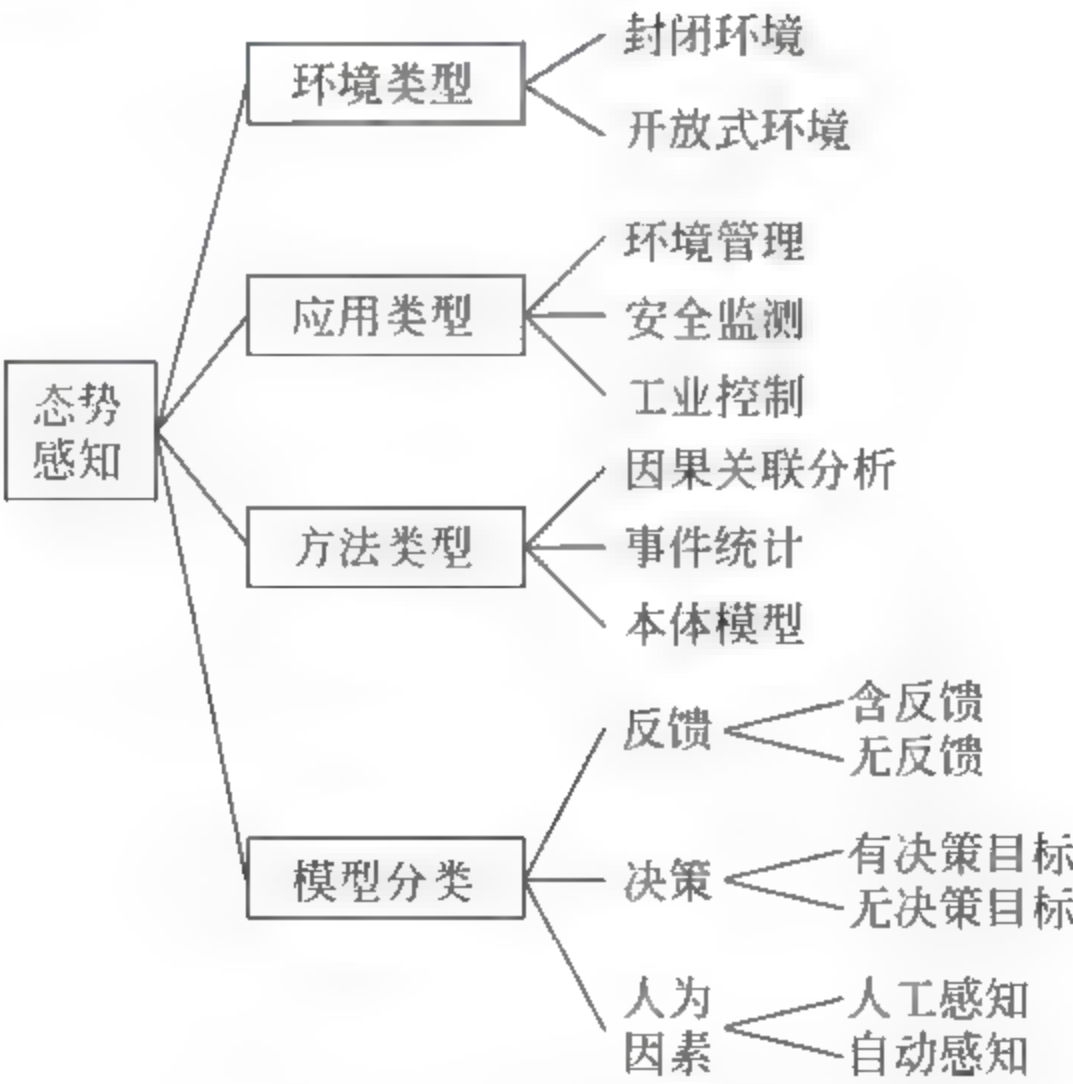 态势
感知
环境类型
封闭环境
开放式环境
应用类型
环境管理
安全监测
工业控制
方法类型
因果关联分析
事件统计
本体模型
模型分类
反馈
含反馈
无反馈
决策
有决策目标
无决策目标
人为
因素
人工感知
自动感知